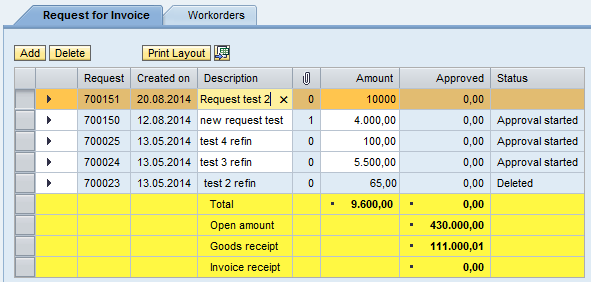 Request for Invoice Workorders
Add Delete Print Layout
Request Created on Description Amount Approved Status
700151 20.08.2014 Request test 2 0 10000 0,00
700150 12.08.2014 new request test 1 4.000,00 0,00 Approval started
700025 13.05.2014 test 4 refin 0 100,00 0,00 Approval started
700024 13.05.2014 test 3 refin 0 5.500,00 0,00 Approval started
700023 13.05.2014 test 2 refin 0 65,00 0,00 Deleted
Total ▪ 9.600,00 ▪ 0,00
Open amount ▪ 430.000,00
Goods receipt ▪ 111.000,01
Invoice receipt ▪ 0,00